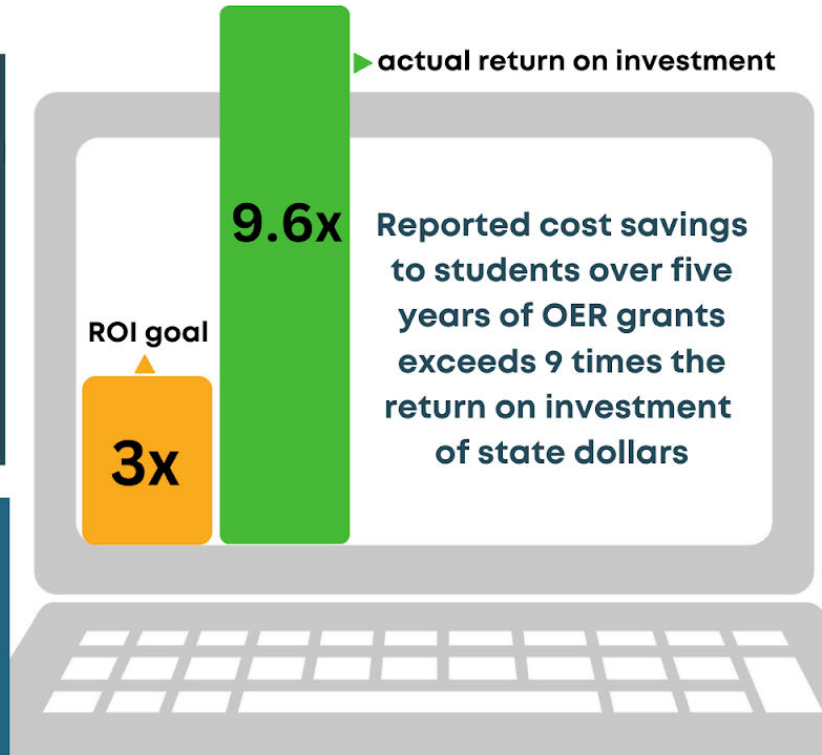 actual return on investment
9.6x
Reported cost savings
to students over five
years of OER grants
exceeds 9 times the
return on investment
of state dollars
ROI goal
3x